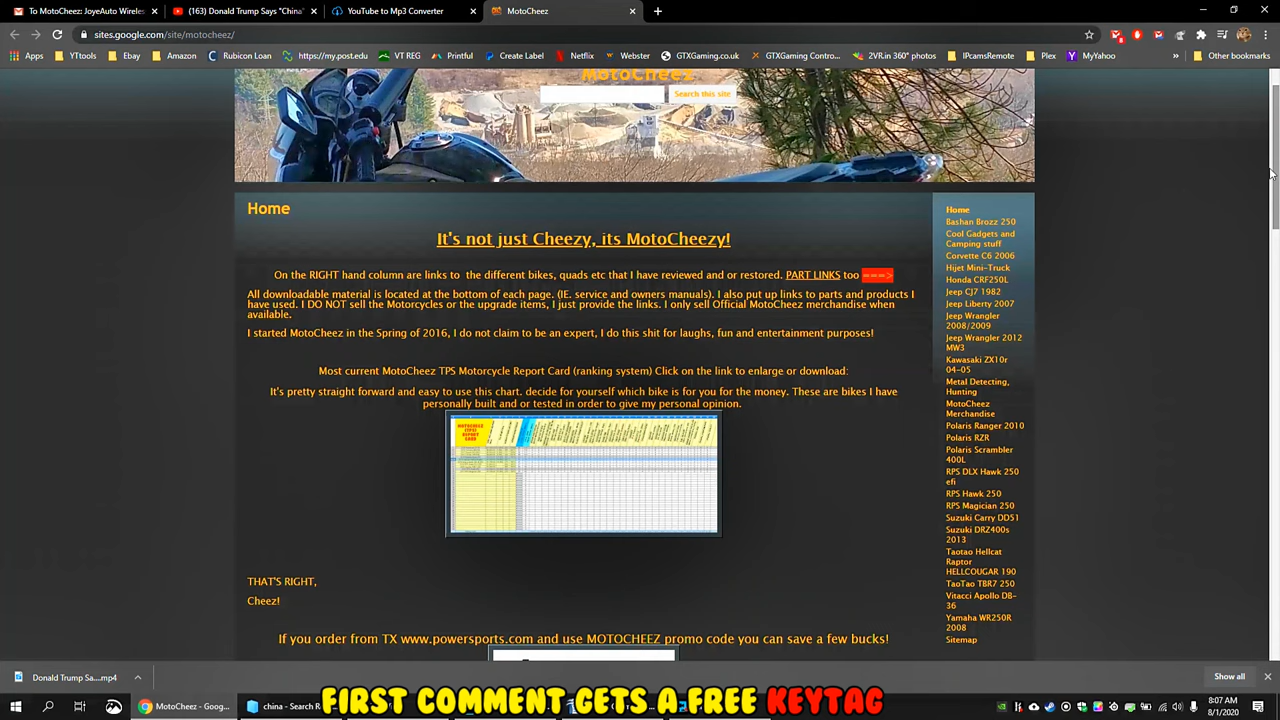 To MotoCheez: JoyeAuto Wireles
(163) Donald Trump Says "China"
YouTube to Mp3 Converter
MotoCheez
sites.google.com/site/motocheez/
Apps
YTtools
Ebay
Amazon
Rubicon Loan
https://my.post.edu
VT REG
Printful
Create Label
Netflix
Webster
GTXGaming.co.uk
GTXGaming Contro...
2VR.in 360° photos
IPcamsRemote
Plex
MyYahoo
Other bookmarks
MotoCheez
Search this site
Home
It's not just Cheezy, its MotoCheezy!
On the RIGHT hand column are links to the different bikes, quads etc that I have reviewed and or restored. PART LINKS too ===>
All downloadable material is located at the bottom of each page. (IE. service and owners manuals). I also put up links to parts and products I
have used. I DO NOT sell the Motorcycles or the upgrade items, I just provide the links. I only sell Official MotoCheez merchandise when
available.
I started MotoCheez in the Spring of 2016, I do not claim to be an expert, I do this shit for laughs, fun and entertainment purposes!
Most current MotoCheez TPS Motorcycle Report Card (ranking system) Click on the link to enlarge or download:
It's pretty straight forward and easy to use this chart. decide for yourself which bike is for you for the money. These are bikes I have
personally built and or tested in order to give my personal opinion.
MOTOCHEEZ
(TPS)
REPORT
CARD
THAT'S RIGHT,
Cheez!
If you order from TX www.powersports.com and use MOTOCHEEZ promo code you can save a few bucks!
Home
Bashan Brozz 250
Cool Gadgets and
Camping stuff
Corvette C6 2006
Hijet Mini-Truck
Honda CRF250L
Jeep CJ7 1982
Jeep Liberty 2007
Jeep Wrangler
2008/2009
Jeep Wrangler 2012
MW3
Kawasaki ZX10r
04-05
Metal Detecting,
Hunting
MotoCheez
Merchandise
Polaris Ranger 2010
Polaris RZR
Polaris Scrambler
400L
RPS DLX Hawk 250
efi
RPS Hawk 250
RPS Magician 250
Suzuki Carry DD51
Suzuki DRZ400s
2013
Taotao Hellcat
Raptor
HELLCOUGAR 190
TaoTao TBR7 250
Vitacci Apollo DB-
36
Yamaha WR250R
2008
Sitemap
Donald Trump Sa....mp4
Show all
MotoCheez - Goog...
china - Search R...
FIRST COMMENT GETS A FREE KEYTAG
8:07 AM
8/1/2020